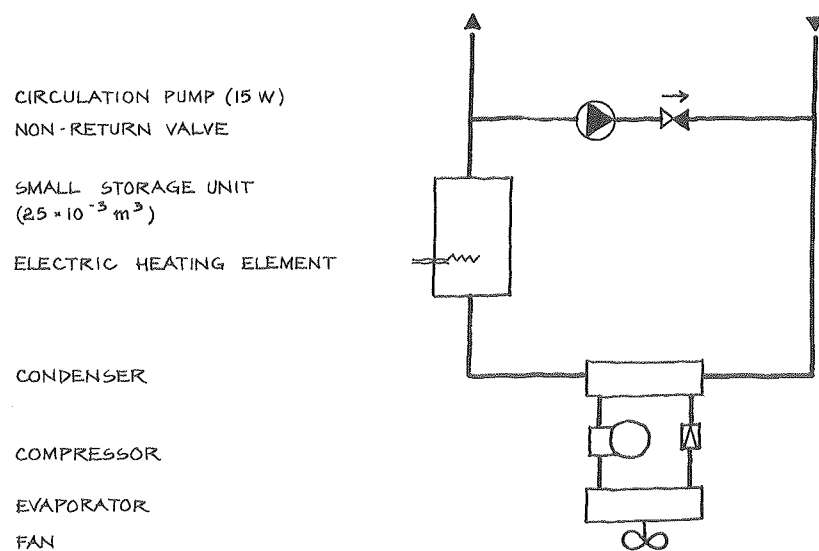 CIRCULATION PUMP (15 W)
NON-RETURN VALVE
SMALL STORAGE UNIT
(25 × 10⁻³ m³)
ELECTRIC HEATING ELEMENT
CONDENSER
COMPRESSOR
EVAPORATOR
FAN